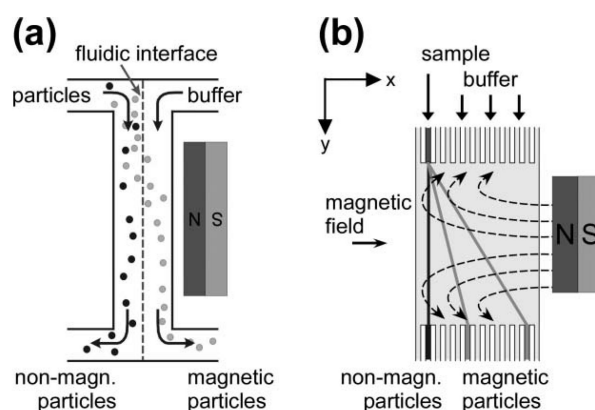 (a)
fluidic interface
particles
buffer
N S
non-magn.
particles
magnetic
particles
(b)
sample
buffer
x
y
magnetic
field
N S
non-magn.
particles
magnetic
particles